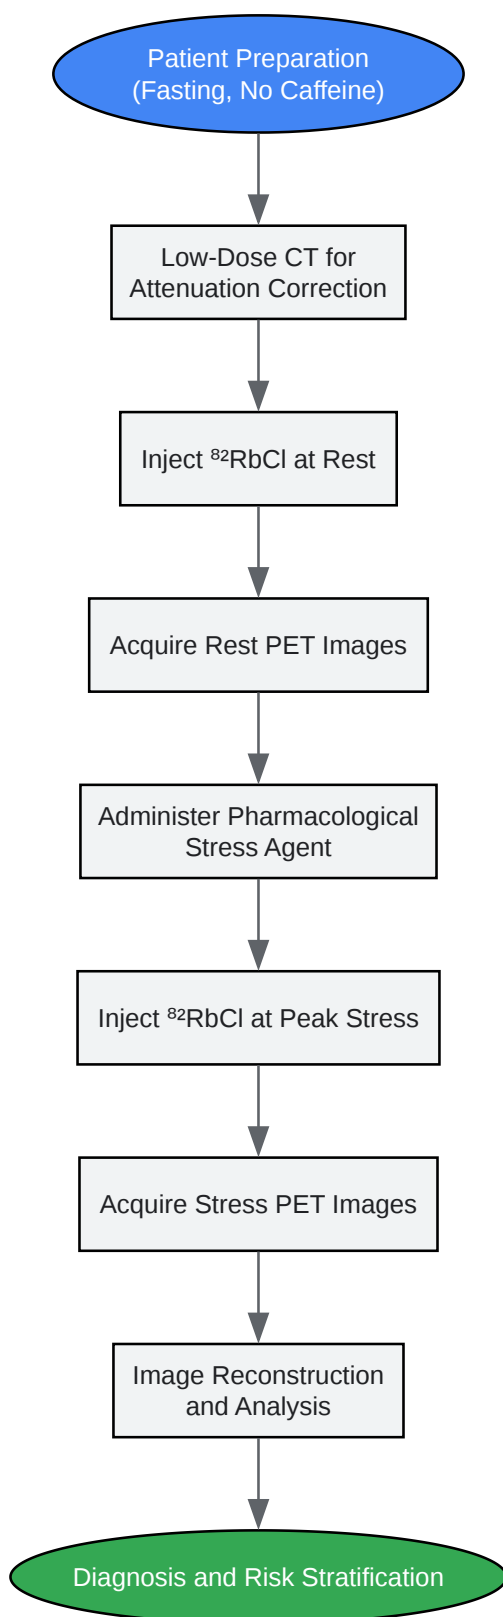 Patient Preparation
(Fasting, No Caffeine)
Low-Dose CT for
Attenuation Correction
Inject ⁸²RbCl at Rest
Acquire Rest PET Images
Administer Pharmacological
Stress Agent
Inject ⁸²RbCl at Peak Stress
Acquire Stress PET Images
Image Reconstruction
and Analysis
Diagnosis and Risk Stratification